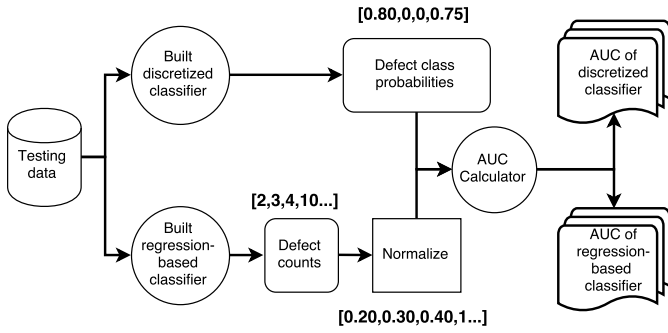 [0.80,0,0,0.75]
Built
discretized
classifier
Defect class
probabilities
AUC of
discretized
classifier
Testing
data
AUC
Calculator
[2,3,4,10...]
Built
regression-
based
classifier
Defect
counts
Normalize
AUC of
regression-
based
classifier
[0.20,0.30,0.40,1...]